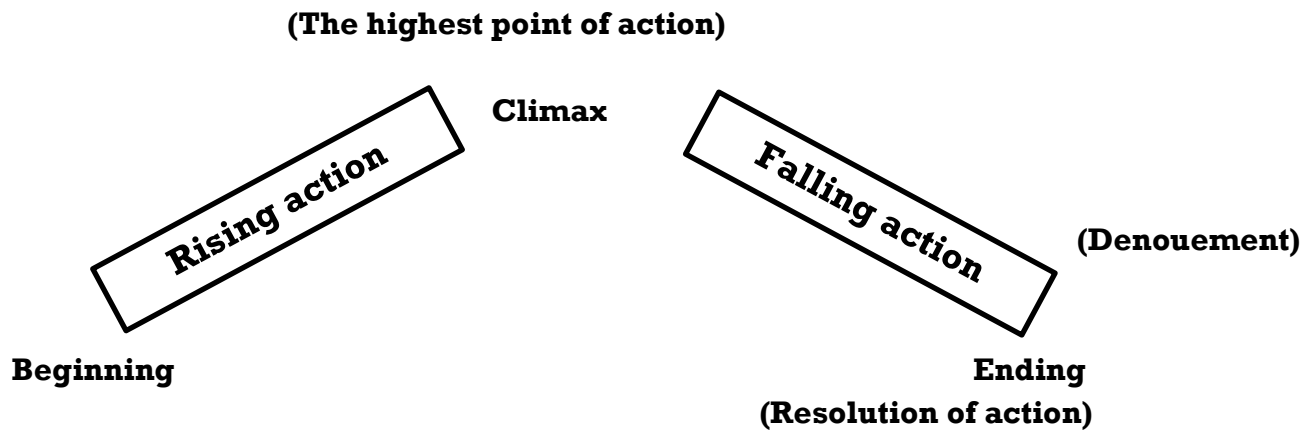 (The highest point of action)
Climax
Rising action
Falling action
(Denouement)
Beginning
Ending
(Resolution of action)